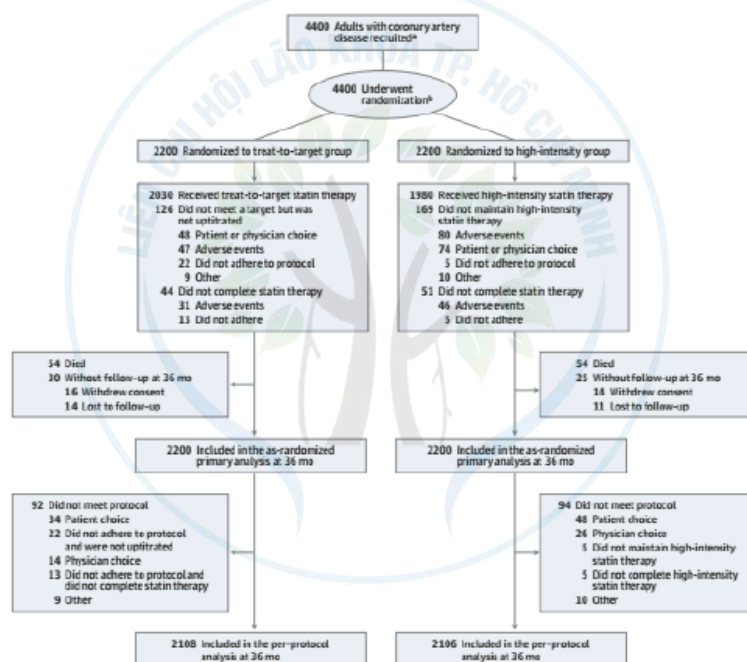 4400 Adults with coronary artery
disease recruitedᵃ
4400 Underwent
randomizationᵇ
2200 Randomized to treat-to-target group
2200 Randomized to high-intensity group
2030 Received treat-to-target statin therapy
126 Did not meet a target but was
not uptitrated
48 Patient or physician choice
47 Adverse events
22 Did not adhere to protocol
9 Other
44 Did not complete statin therapy
31 Adverse events
13 Did not adhere
1980 Received high-intensity statin therapy
169 Did not maintain high-intensity
statin therapy
80 Adverse events
74 Patient or physician choice
5 Did not adhere to protocol
10 Other
51 Did not complete statin therapy
46 Adverse events
5 Did not adhere
54 Died
30 Without follow-up at 36 mo
16 Withdrew consent
14 Lost to follow-up
54 Died
25 Without follow-up at 36 mo
14 Withdrew consent
11 Lost to follow-up
2200 Included in the as-randomized
primary analysis at 36 mo
2200 Included in the as-randomized
primary analysis at 36 mo
92 Did not meet protocol
34 Patient choice
22 Did not adhere to protocol
and were not uptitrated
14 Physician choice
13 Did not adhere to protocol and
did not complete statin therapy
9 Other
94 Did not meet protocol
48 Patient choice
26 Physician choice
5 Did not maintain high-intensity
statin therapy
5 Did not complete high-intensity
statin therapy
10 Other
2108 Included in the per-protocol
analysis at 36 mo
2106 Included in the per-protocol
analysis at 36 mo
LIÊN CHI HỘI LÃO KHOA TP. HỒ CHÍ MINH